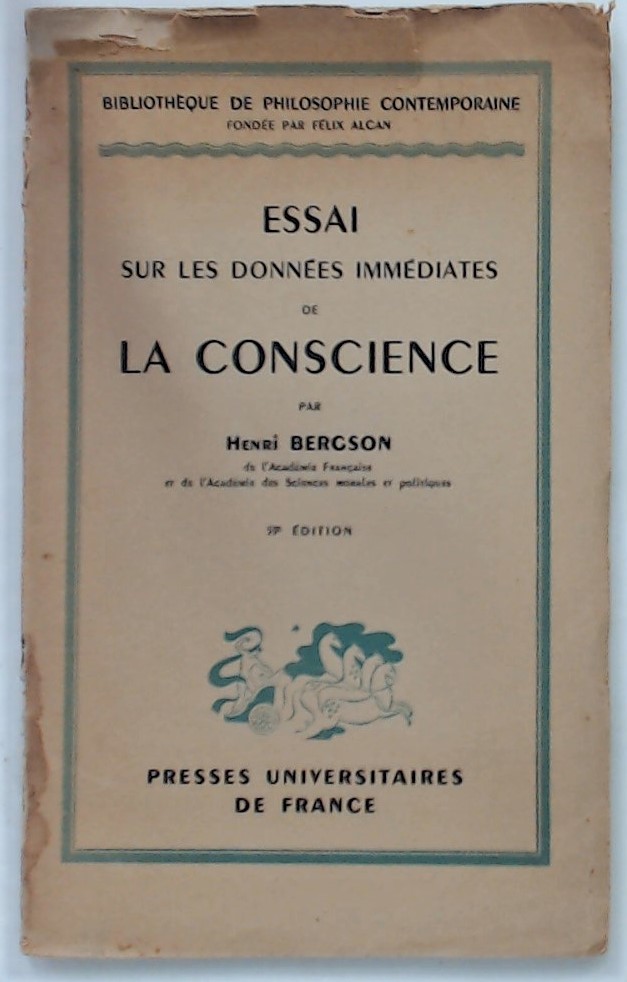 BIBLIOTHÈQUE DE PHILOSOPHIE CONTEMPORAINE
FONDÉE PAR FÉLIX ALCAN
ESSAI
SUR LES DONNÉES IMMÉDIATES
DE
LA CONSCIENCE
PAR
Henri BERGSON
de l'Académie Française
et de l'Académie des Sciences morales et politiques
ÉDITION
PRESSES UNIVERSITAIRES
DE FRANCE